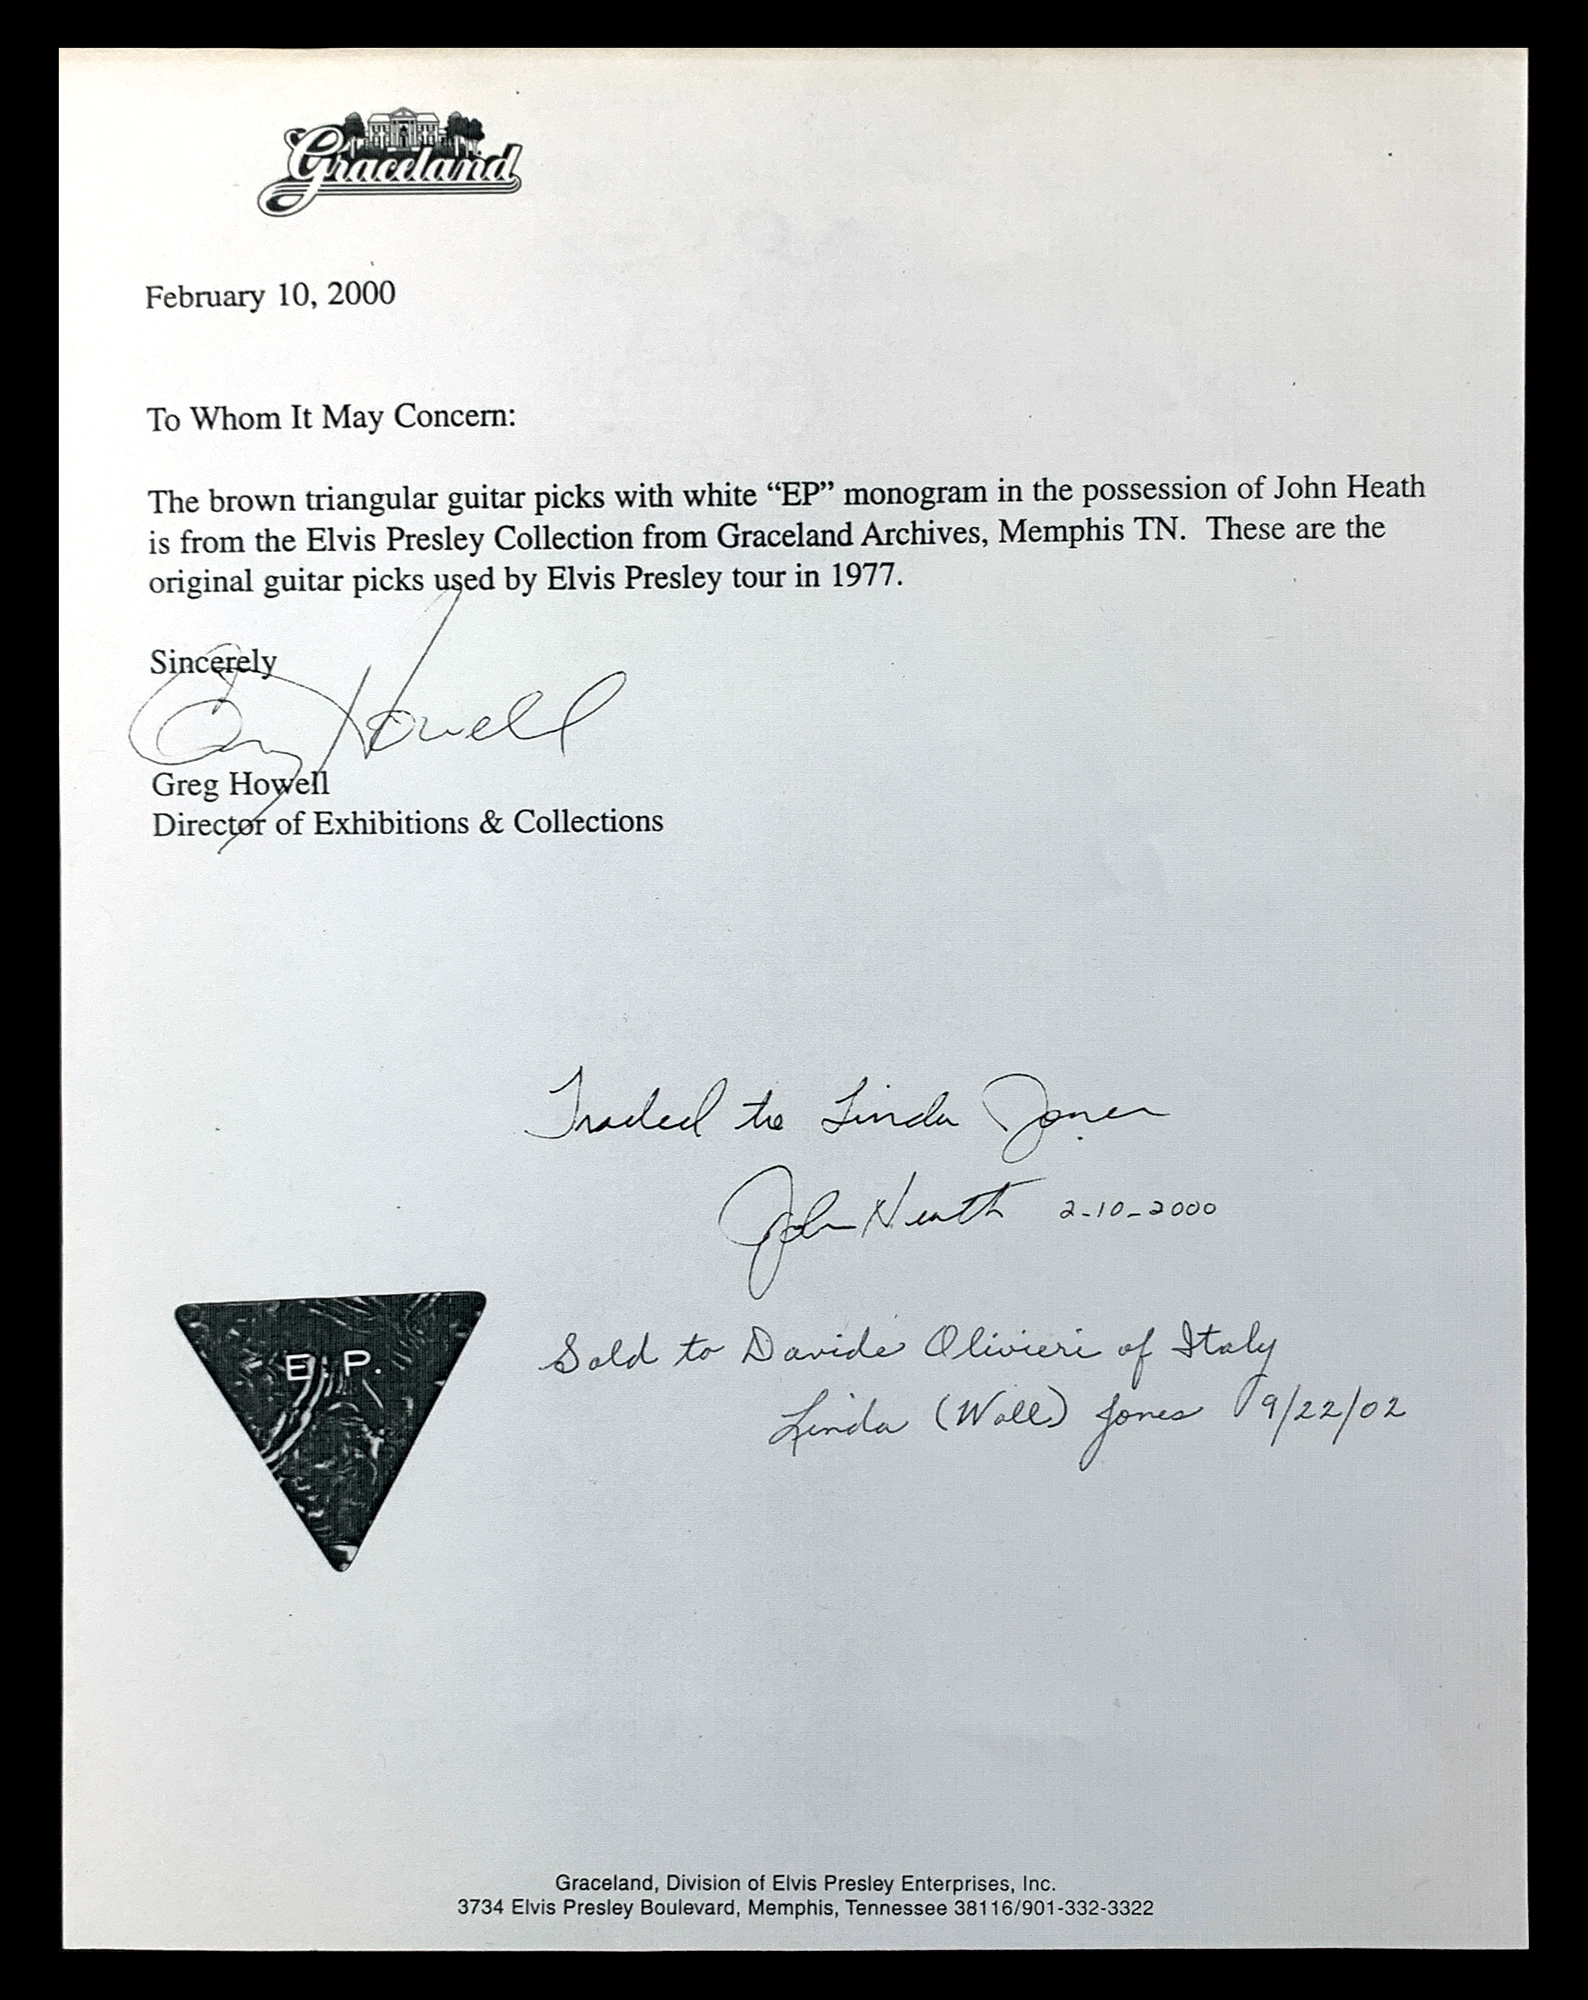 Graceland
February 10, 2000
To Whom It May Concern:
The brown triangular guitar picks with white “EP” monogram in the possession of John Heath
is from the Elvis Presley Collection from Graceland Archives, Memphis TN. These are the
original guitar picks used by Elvis Presley tour in 1977.
Sincerely
Greg Howell
Greg Howell
Director of Exhibitions & Collections
Traded to Linda Jones
John Heath 2-10-2000
E. P.
Sold to Davide Olivieri of Italy
Linda (Wall) Jones 9/22/02
Graceland, Division of Elvis Presley Enterprises, Inc.
3734 Elvis Presley Boulevard, Memphis, Tennessee 38116/901-332-3322